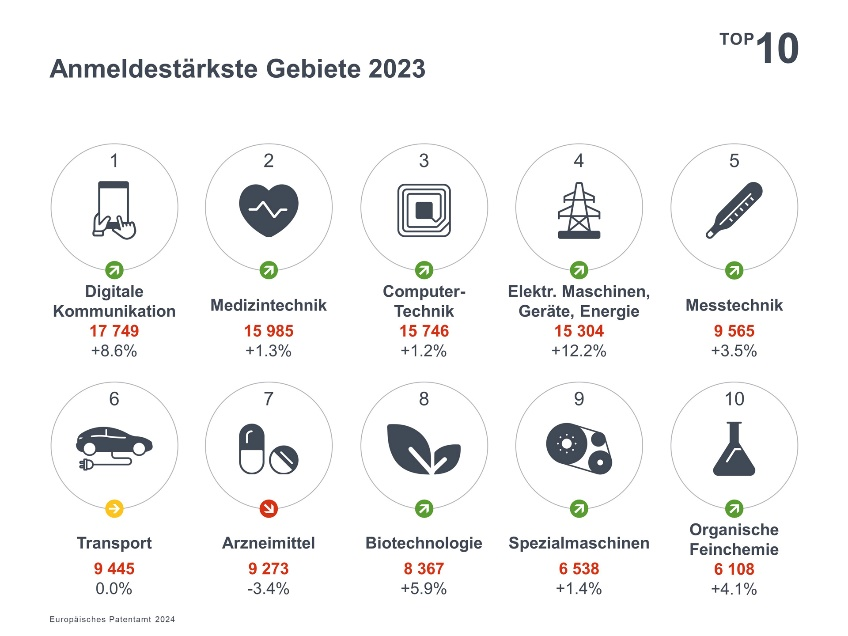 TOP 10
Anmeldestärkste Gebiete 2023
1
2
3
4
5
Digitale
Kommunikation
17 749
+8.6%
Medizintechnik
15 985
+1.3%
Computer-
Technik
15 746
+1.2%
Elektr. Maschinen,
Geräte, Energie
15 304
+12.2%
Messtechnik
9 565
+3.5%
6
7
8
9
10
Transport
9 445
0.0%
Arzneimittel
9 273
-3.4%
Biotechnologie
8 367
+5.9%
Spezialmaschinen
6 538
+1.4%
Organische
Feinchemie
6 108
+4.1%
Europäisches Patentamt 2024